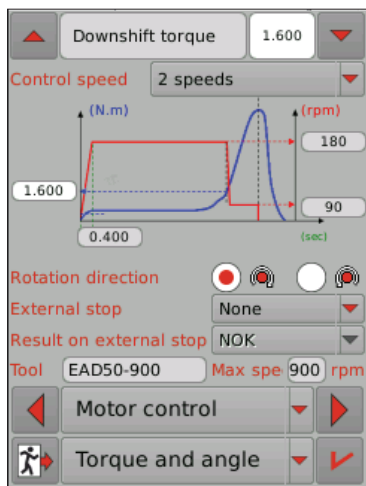 Downshift torque 1.600
Control speed 2 speeds
(N.m) (rpm)
180
1.600
90
0.400 (sec)
Rotation direction
External stop None
Result on external stop NOK
Tool EAD50-900 Max spe 900 rpm
Motor control
Torque and angle